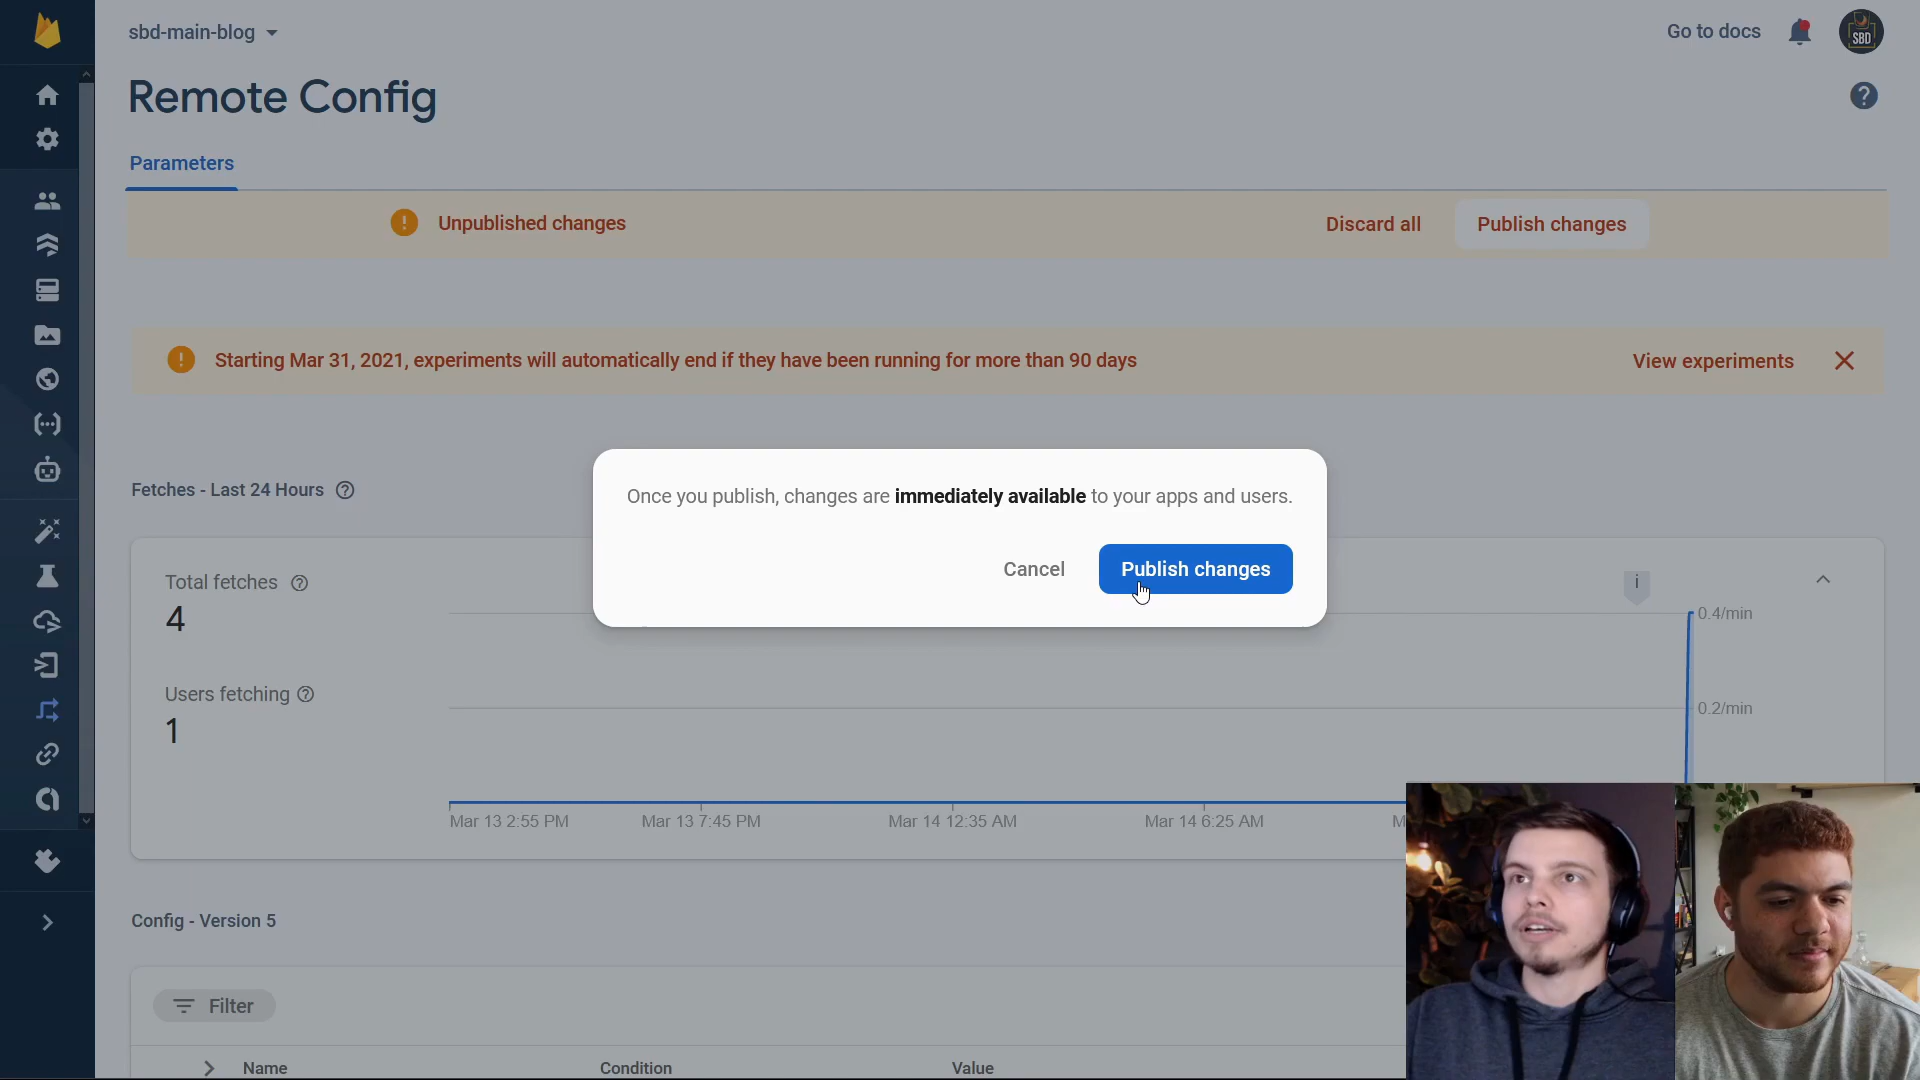 sbd-main-blog
Go to docs
SBD
Remote Config
?
Parameters
! Unpublished changes
Discard all
Publish changes
! Starting Mar 31, 2021, experiments will automatically end if they have been running for more than 90 days
View experiments
Once you publish, changes are immediately available to your apps and users.
Cancel
Publish changes
Fetches - Last 24 Hours ?
Total fetches ?
4
Users fetching ?
1
i
0.4/min
0.2/min
Mar 13 2:55 PM
Mar 13 7:45 PM
Mar 14 12:35 AM
Mar 14 6:25 AM
M
Config - Version 5
Filter
Name
Condition
Value